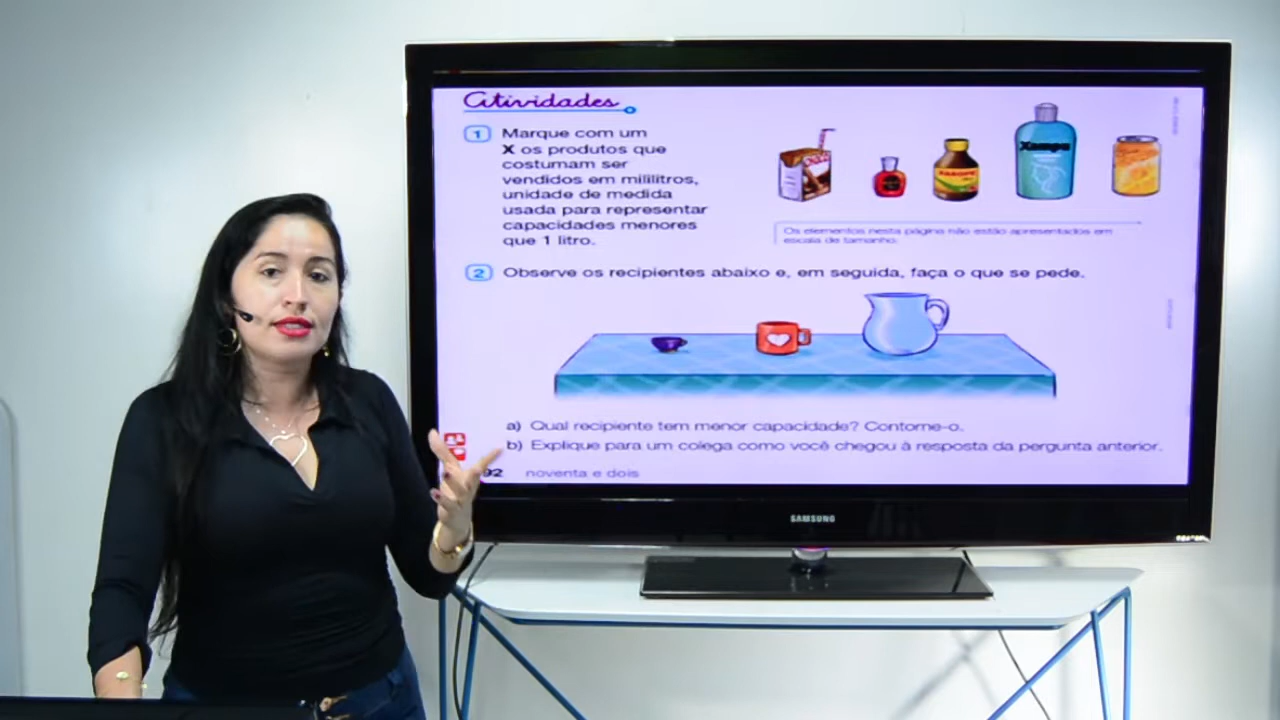 Atividades
1 Marque com um
X os produtos que
costumam ser
vendidos em mililitros,
unidade de medida
usada para representar
capacidades menores
que 1 litro.
XAROPE
Xampu
Os elementos nesta página não estão apresentados em
escala de tamanho.
2 Observe os recipientes abaixo e, em seguida, faça o que se pede.
a) Qual recipiente tem menor capacidade? Contorne-o.
b) Explique para um colega como você chegou à resposta da pergunta anterior.
92 noventa e dois
SAMSUNG